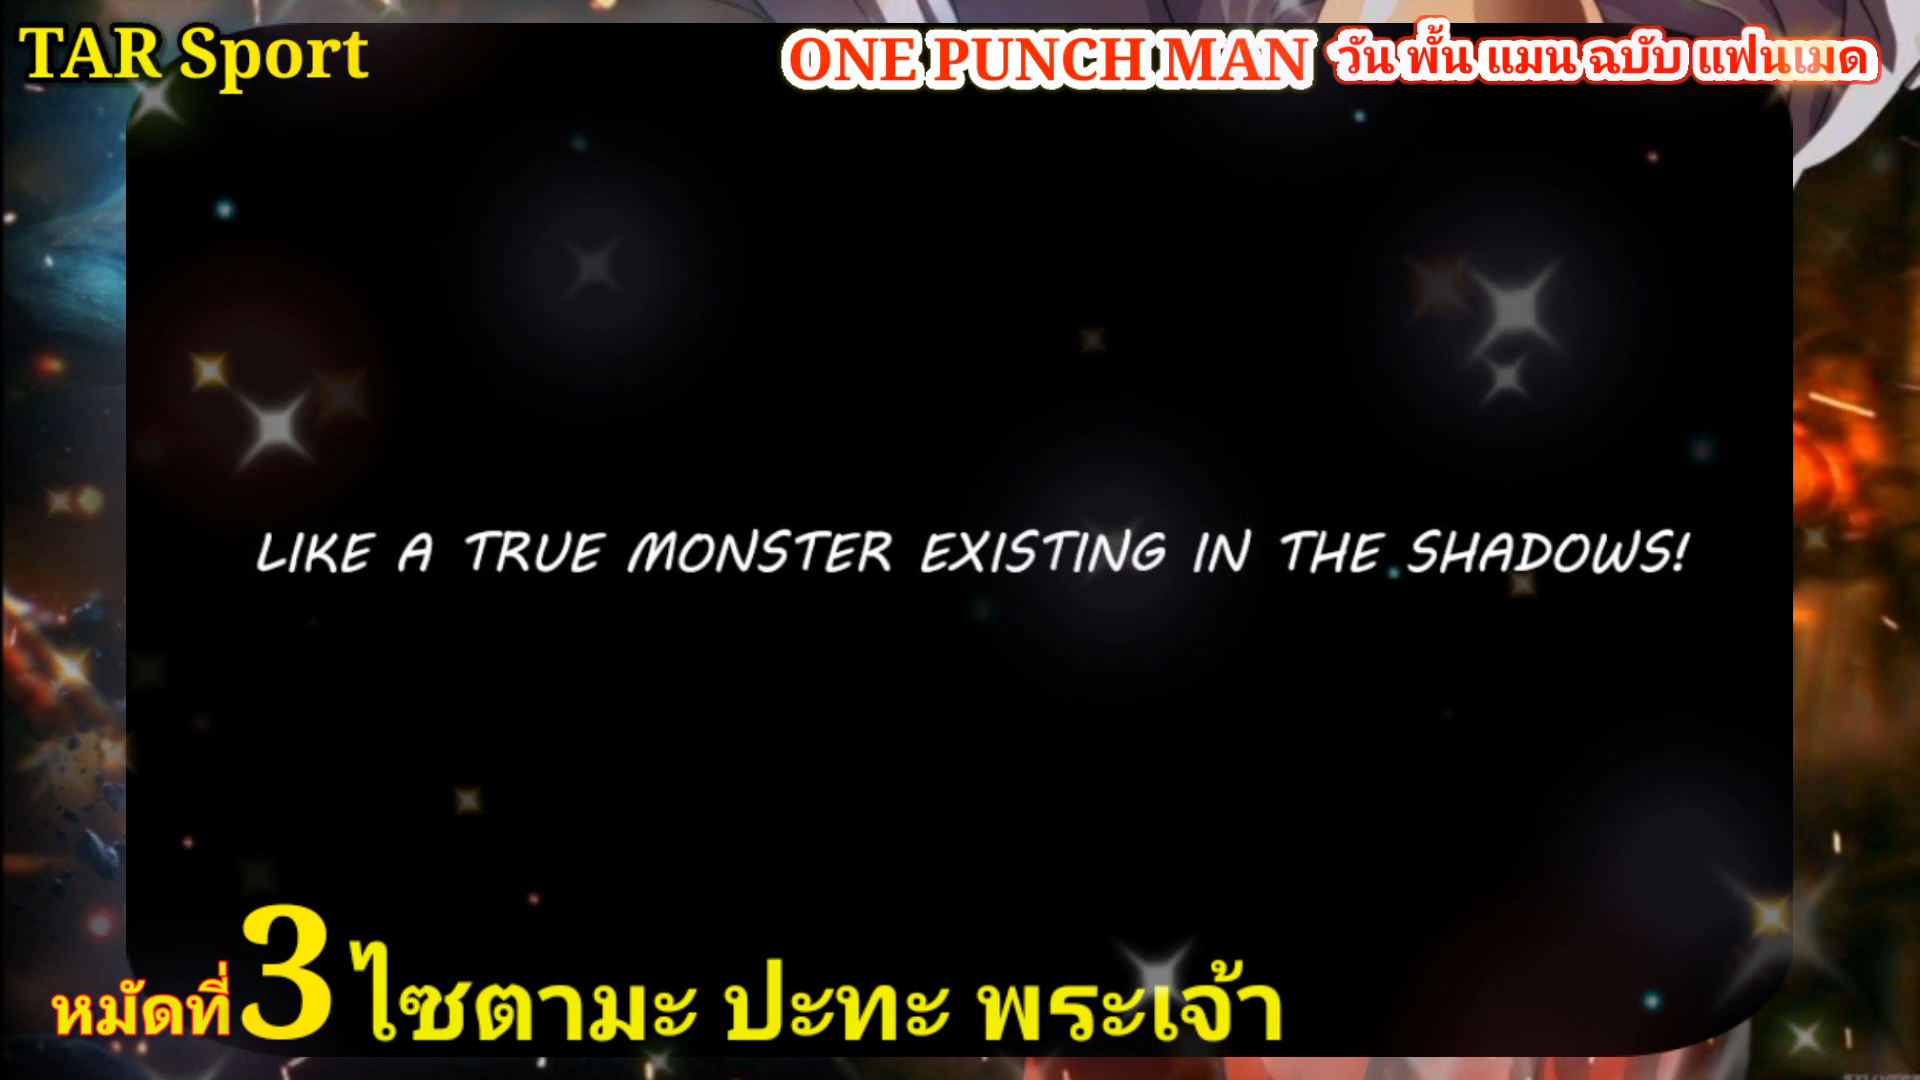 TAR Sport
ONE PUNCH MAN วัน พั้น แมน ฉบับ แฟนเมด
LIKE A TRUE MONSTER EXISTING IN THE SHADOWS!
หมัดที่ 3 ไซตามะ ปะทะ พระเจ้า